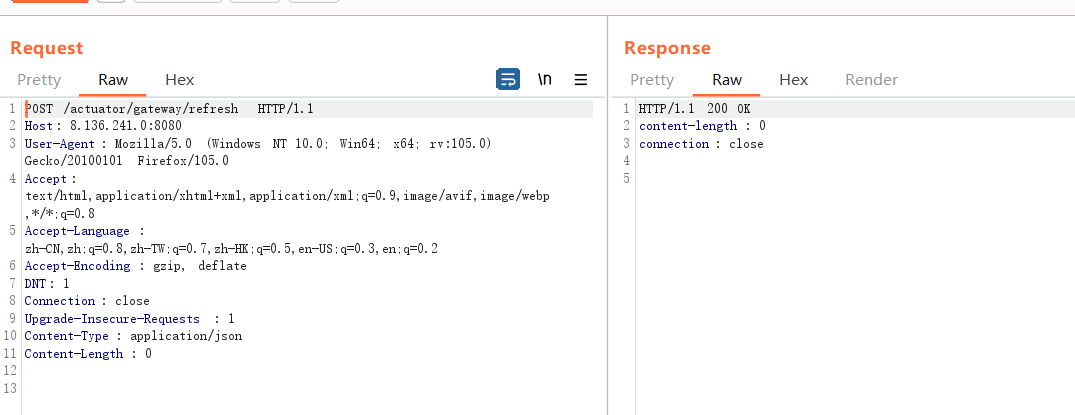 Request
Pretty Raw Hex \n
1 POST /actuator/gateway/refresh HTTP/1.1
2 Host: 8.136.241.0:8080
3 User-Agent: Mozilla/5.0 (Windows NT 10.0; Win64; x64; rv:105.0)
Gecko/20100101 Firefox/105.0
4 Accept:
text/html,application/xhtml+xml,application/xml;q=0.9,image/avif,image/webp
,*/*;q=0.8
5 Accept-Language:
zh-CN,zh;q=0.8,zh-TW;q=0.7,zh-HK;q=0.5,en-US;q=0.3,en;q=0.2
6 Accept-Encoding: gzip, deflate
7 DNT: 1
8 Connection: close
9 Upgrade-Insecure-Requests: 1
10 Content-Type: application/json
11 Content-Length: 0
12
13
Response
Pretty Raw Hex Render
1 HTTP/1.1 200 OK
2 content-length: 0
3 connection: close
4
5